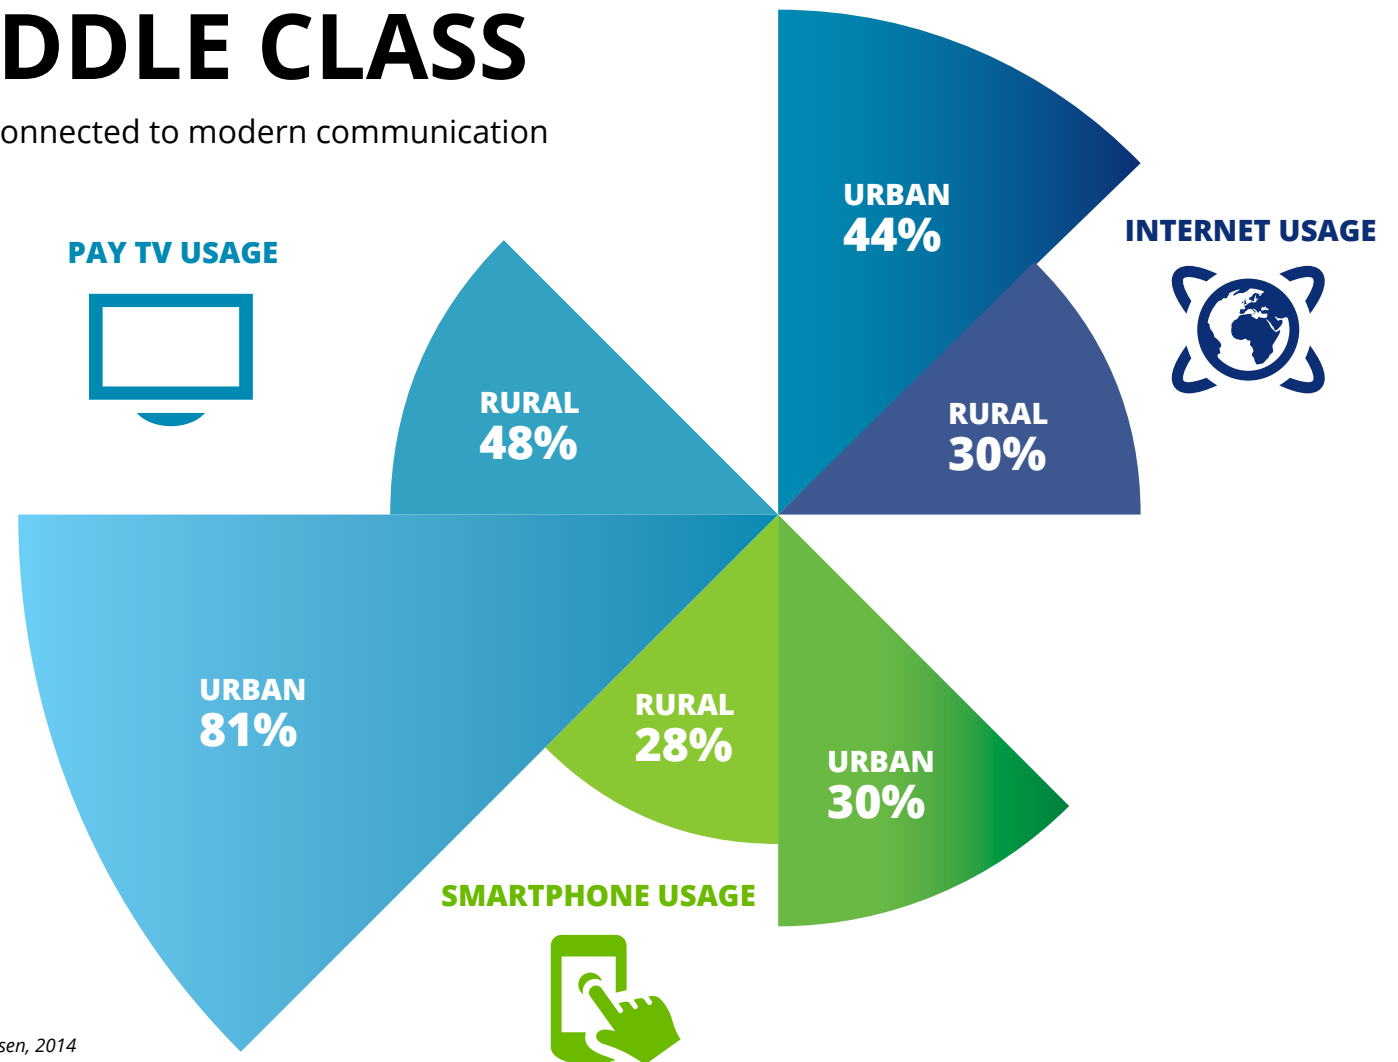 DDLE CLASS
onnected to modern communication
URBAN
44%
INTERNET USAGE
PAY TV USAGE
RURAL
48%
RURAL
30%
URBAN
81%
RURAL
28%
URBAN
30%
SMARTPHONE USAGE
sen, 2014